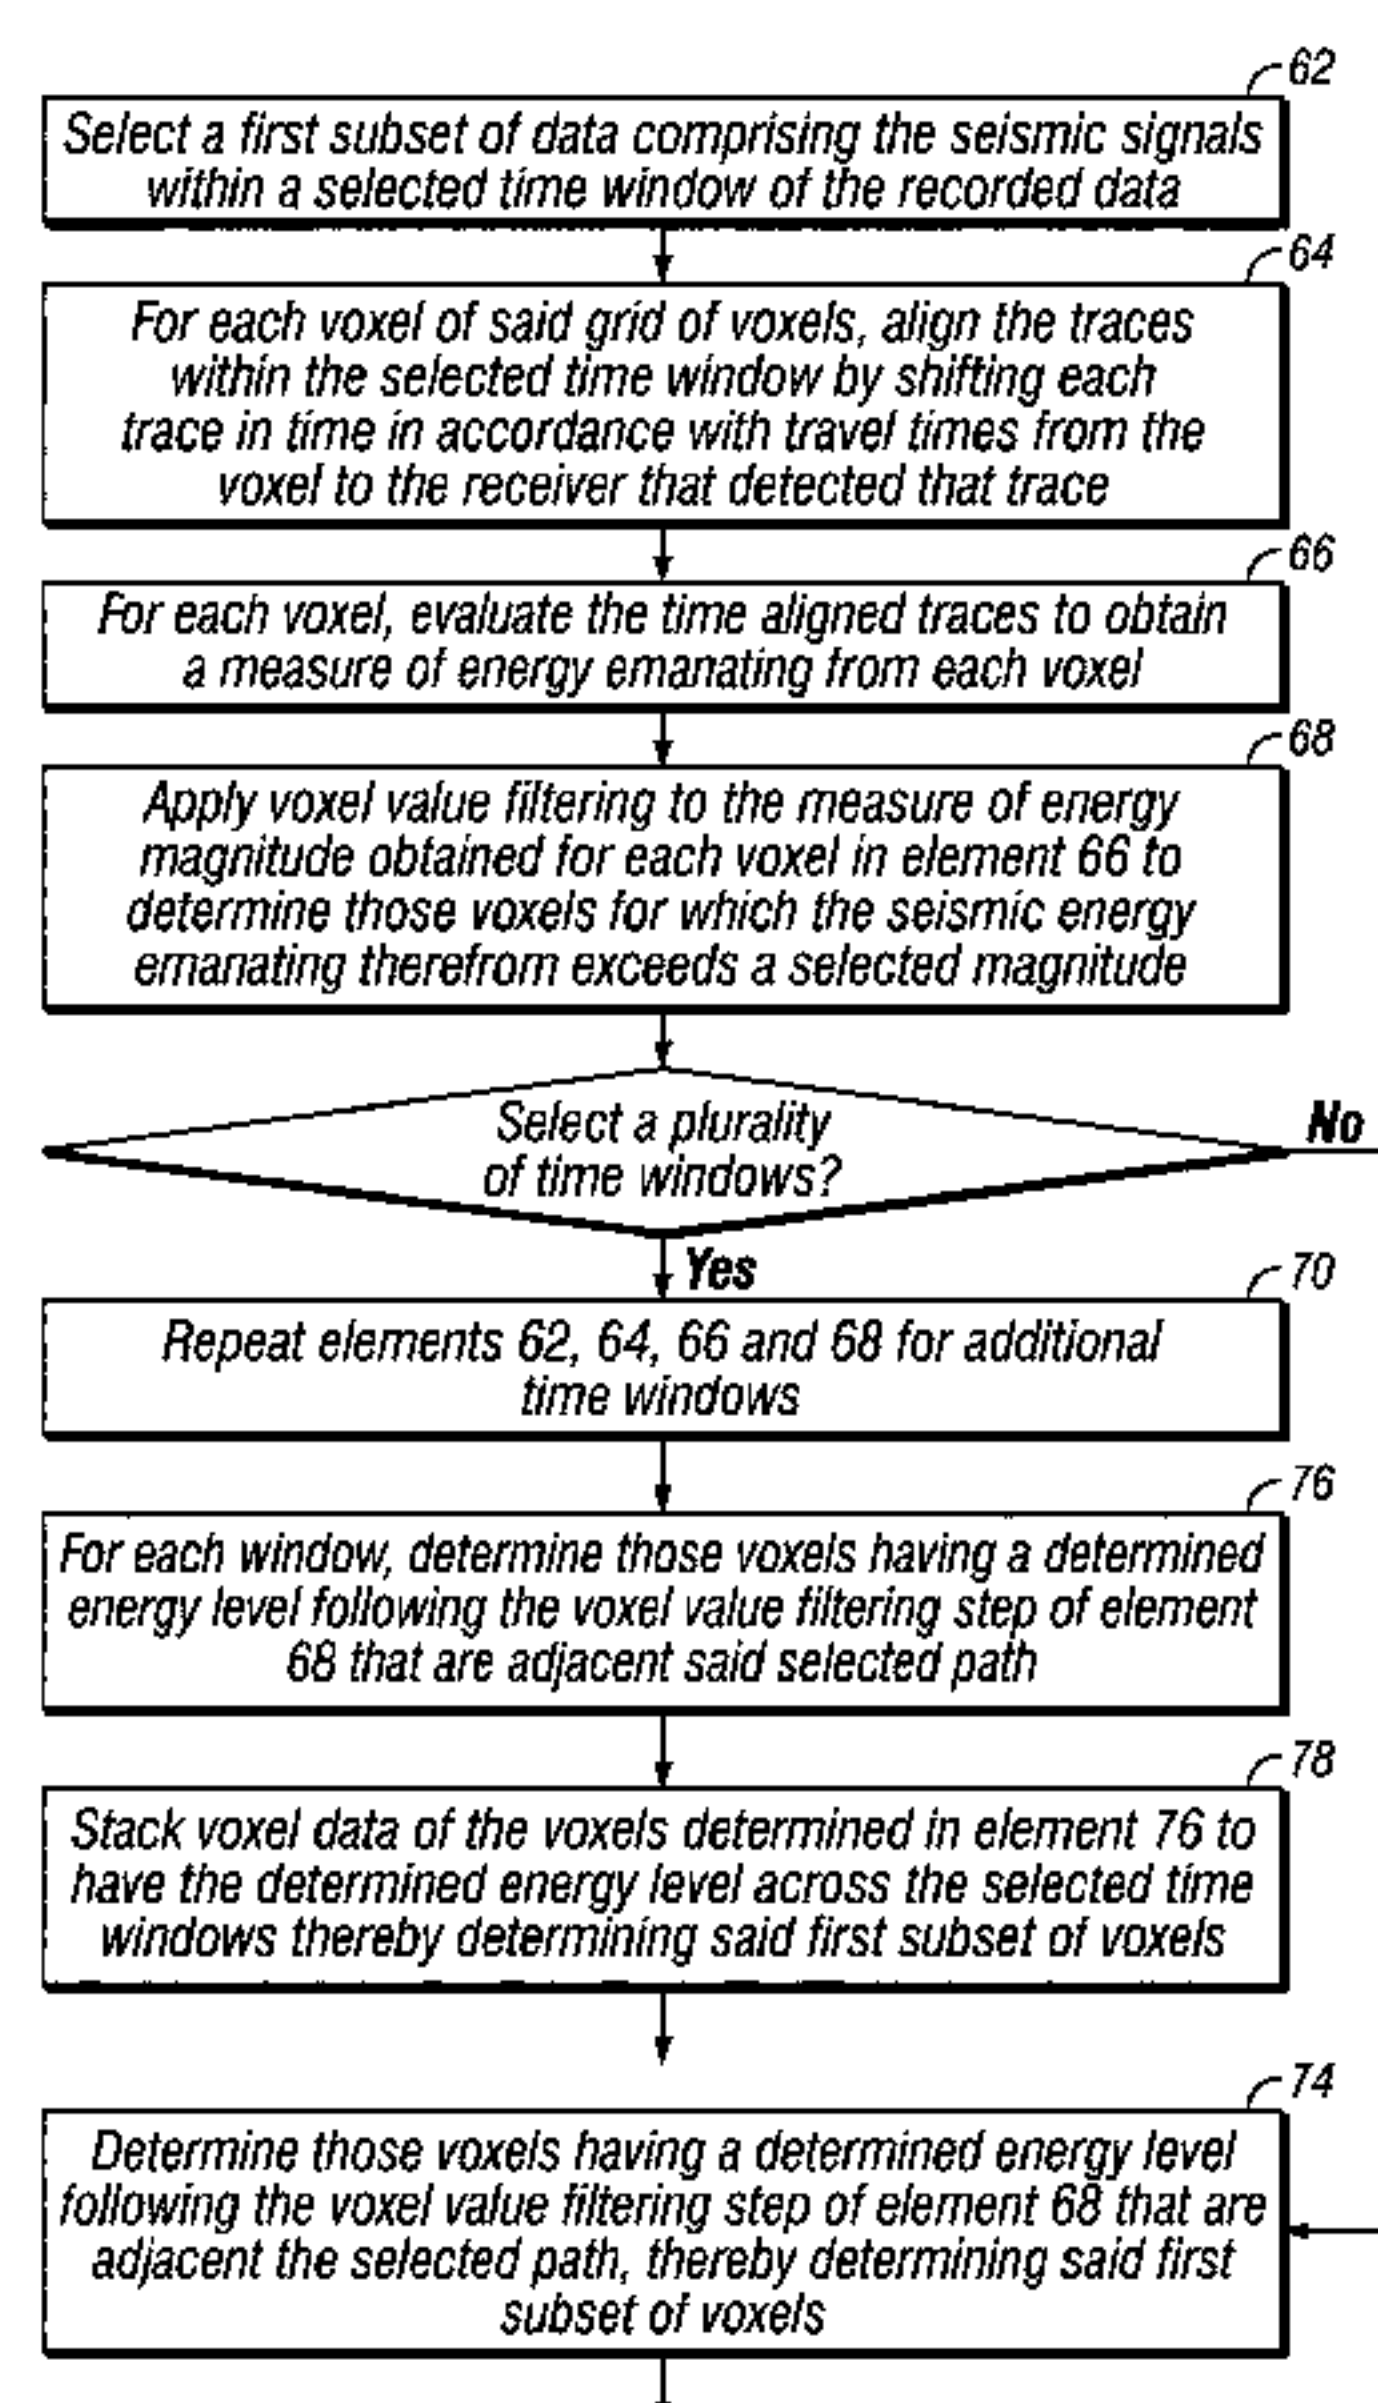 62
Select a first subset of data comprising the seismic signals
within a selected time window of the recorded data
64
For each voxel of said grid of voxels, align the traces
within the selected time window by shifting each
trace in time in accordance with travel times from the
voxel to the receiver that detected that trace
66
For each voxel, evaluate the time aligned traces to obtain
a measure of energy emanating from each voxel
68
Apply voxel value filtering to the measure of energy
magnitude obtained for each voxel in element 66 to
determine those voxels for which the seismic energy
emanating therefrom exceeds a selected magnitude
Select a plurality
of time windows?
No
Yes
70
Repeat elements 62, 64, 66 and 68 for additional
time windows
76
For each window, determine those voxels having a determined
energy level following the voxel value filtering step of element
68 that are adjacent said selected path
78
Stack voxel data of the voxels determined in element 76 to
have the determined energy level across the selected time
windows thereby determining said first subset of voxels
74
Determine those voxels having a determined energy level
following the voxel value filtering step of element 68 that are
adjacent the selected path, thereby determining said first
subset of voxels